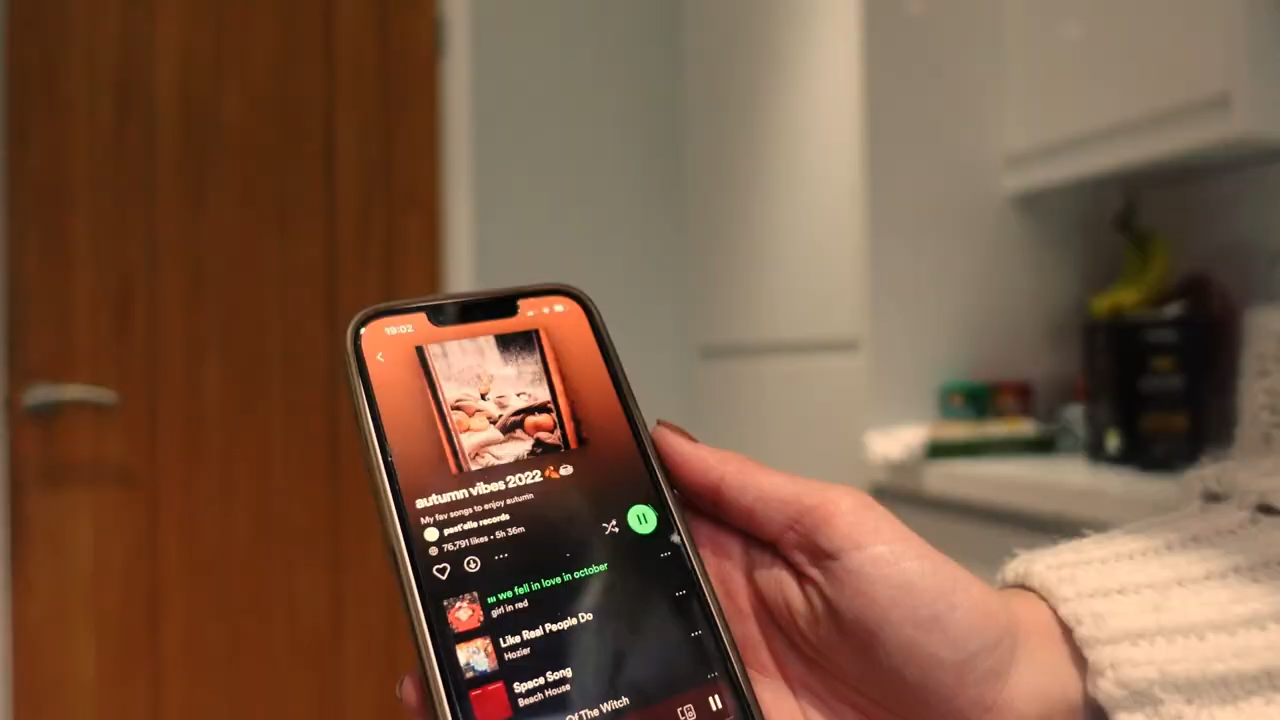 19:02
autumn vibes 2022
My fav songs to enjoy autumn
past'elle records
76,791 likes • 5h 36m
we fell in love in october
girl in red
Like Real People Do
Hozier
Space Song
Beach House
Of The Witch